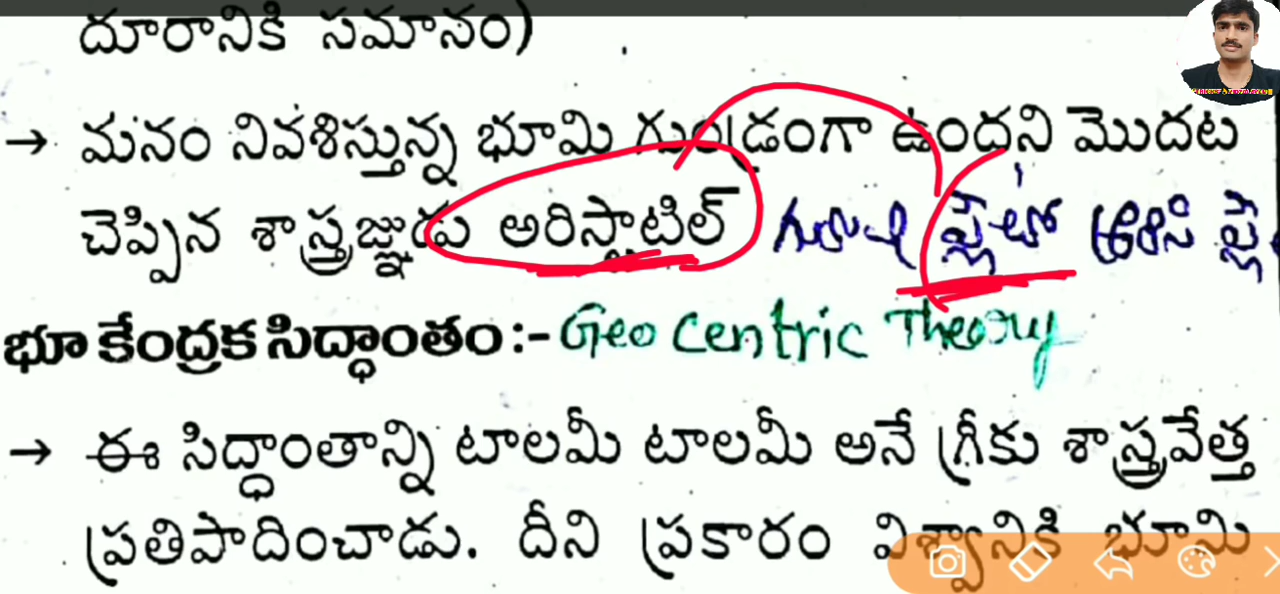 దూరానికి సమానం)
→ మనం నివశిస్తున్న భూమి గుండ్రంగా ఉందని మొదట
చెప్పిన శాస్త్రజ్ఞుడు అరిస్టాటిల్ గురువు ప్లేటో
భూ కేంద్రక సిద్ధాంతం :- Geo Centric Theory
→ ఈ సిద్ధాంతాన్ని టాలమీ టాలమీ అనే గ్రీకు శాస్త్రవేత్త
ప్రతిపాదించాడు. దీని ప్రకారం విశ్వానికి భూమి